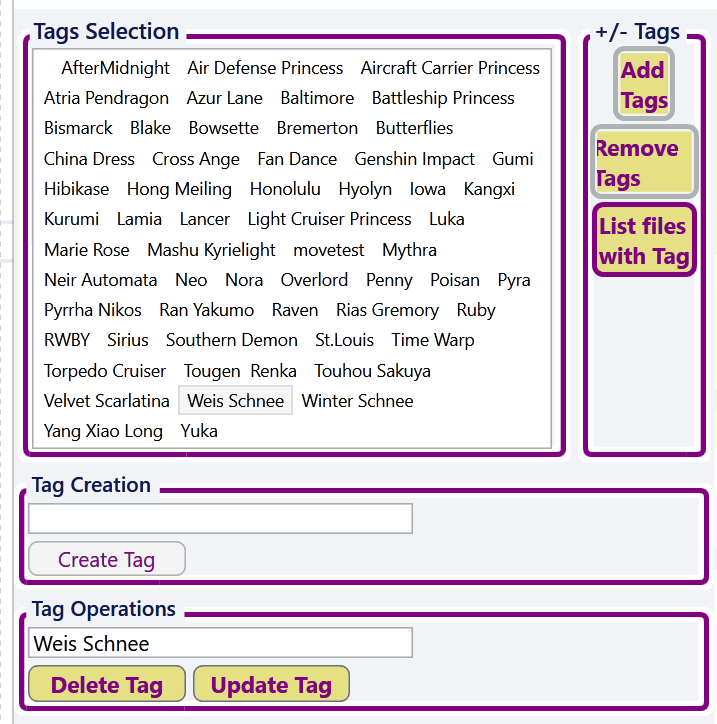 Tags Selection
AfterMidnight Air Defense Princess Aircraft Carrier Princess
Atria Pendragon Azur Lane Baltimore Battleship Princess
Bismarck Blake Bowsette Bremerton Butterflies
China Dress Cross Ange Fan Dance Genshin Impact Gumi
Hibikase Hong Meiling Honolulu Hyolyn Iowa Kangxi
Kurumi Lamia Lancer Light Cruiser Princess Luka
Marie Rose Mashu Kyrielight movetest Mythra
Neir Automata Neo Nora Overlord Penny Poisan Pyra
Pyrrha Nikos Ran Yakumo Raven Rias Gremory Ruby
RWBY Sirius Southern Demon St.Louis Time Warp
Torpedo Cruiser Tougen Renka Touhou Sakuya
Velvet Scarlatina Weis Schnee Winter Schnee
Yang Xiao Long Yuka
+/- Tags
Add
Tags
Remove
Tags
List files
with Tag
Tag Creation
Create Tag
Tag Operations
Weis Schnee
Delete Tag Update Tag